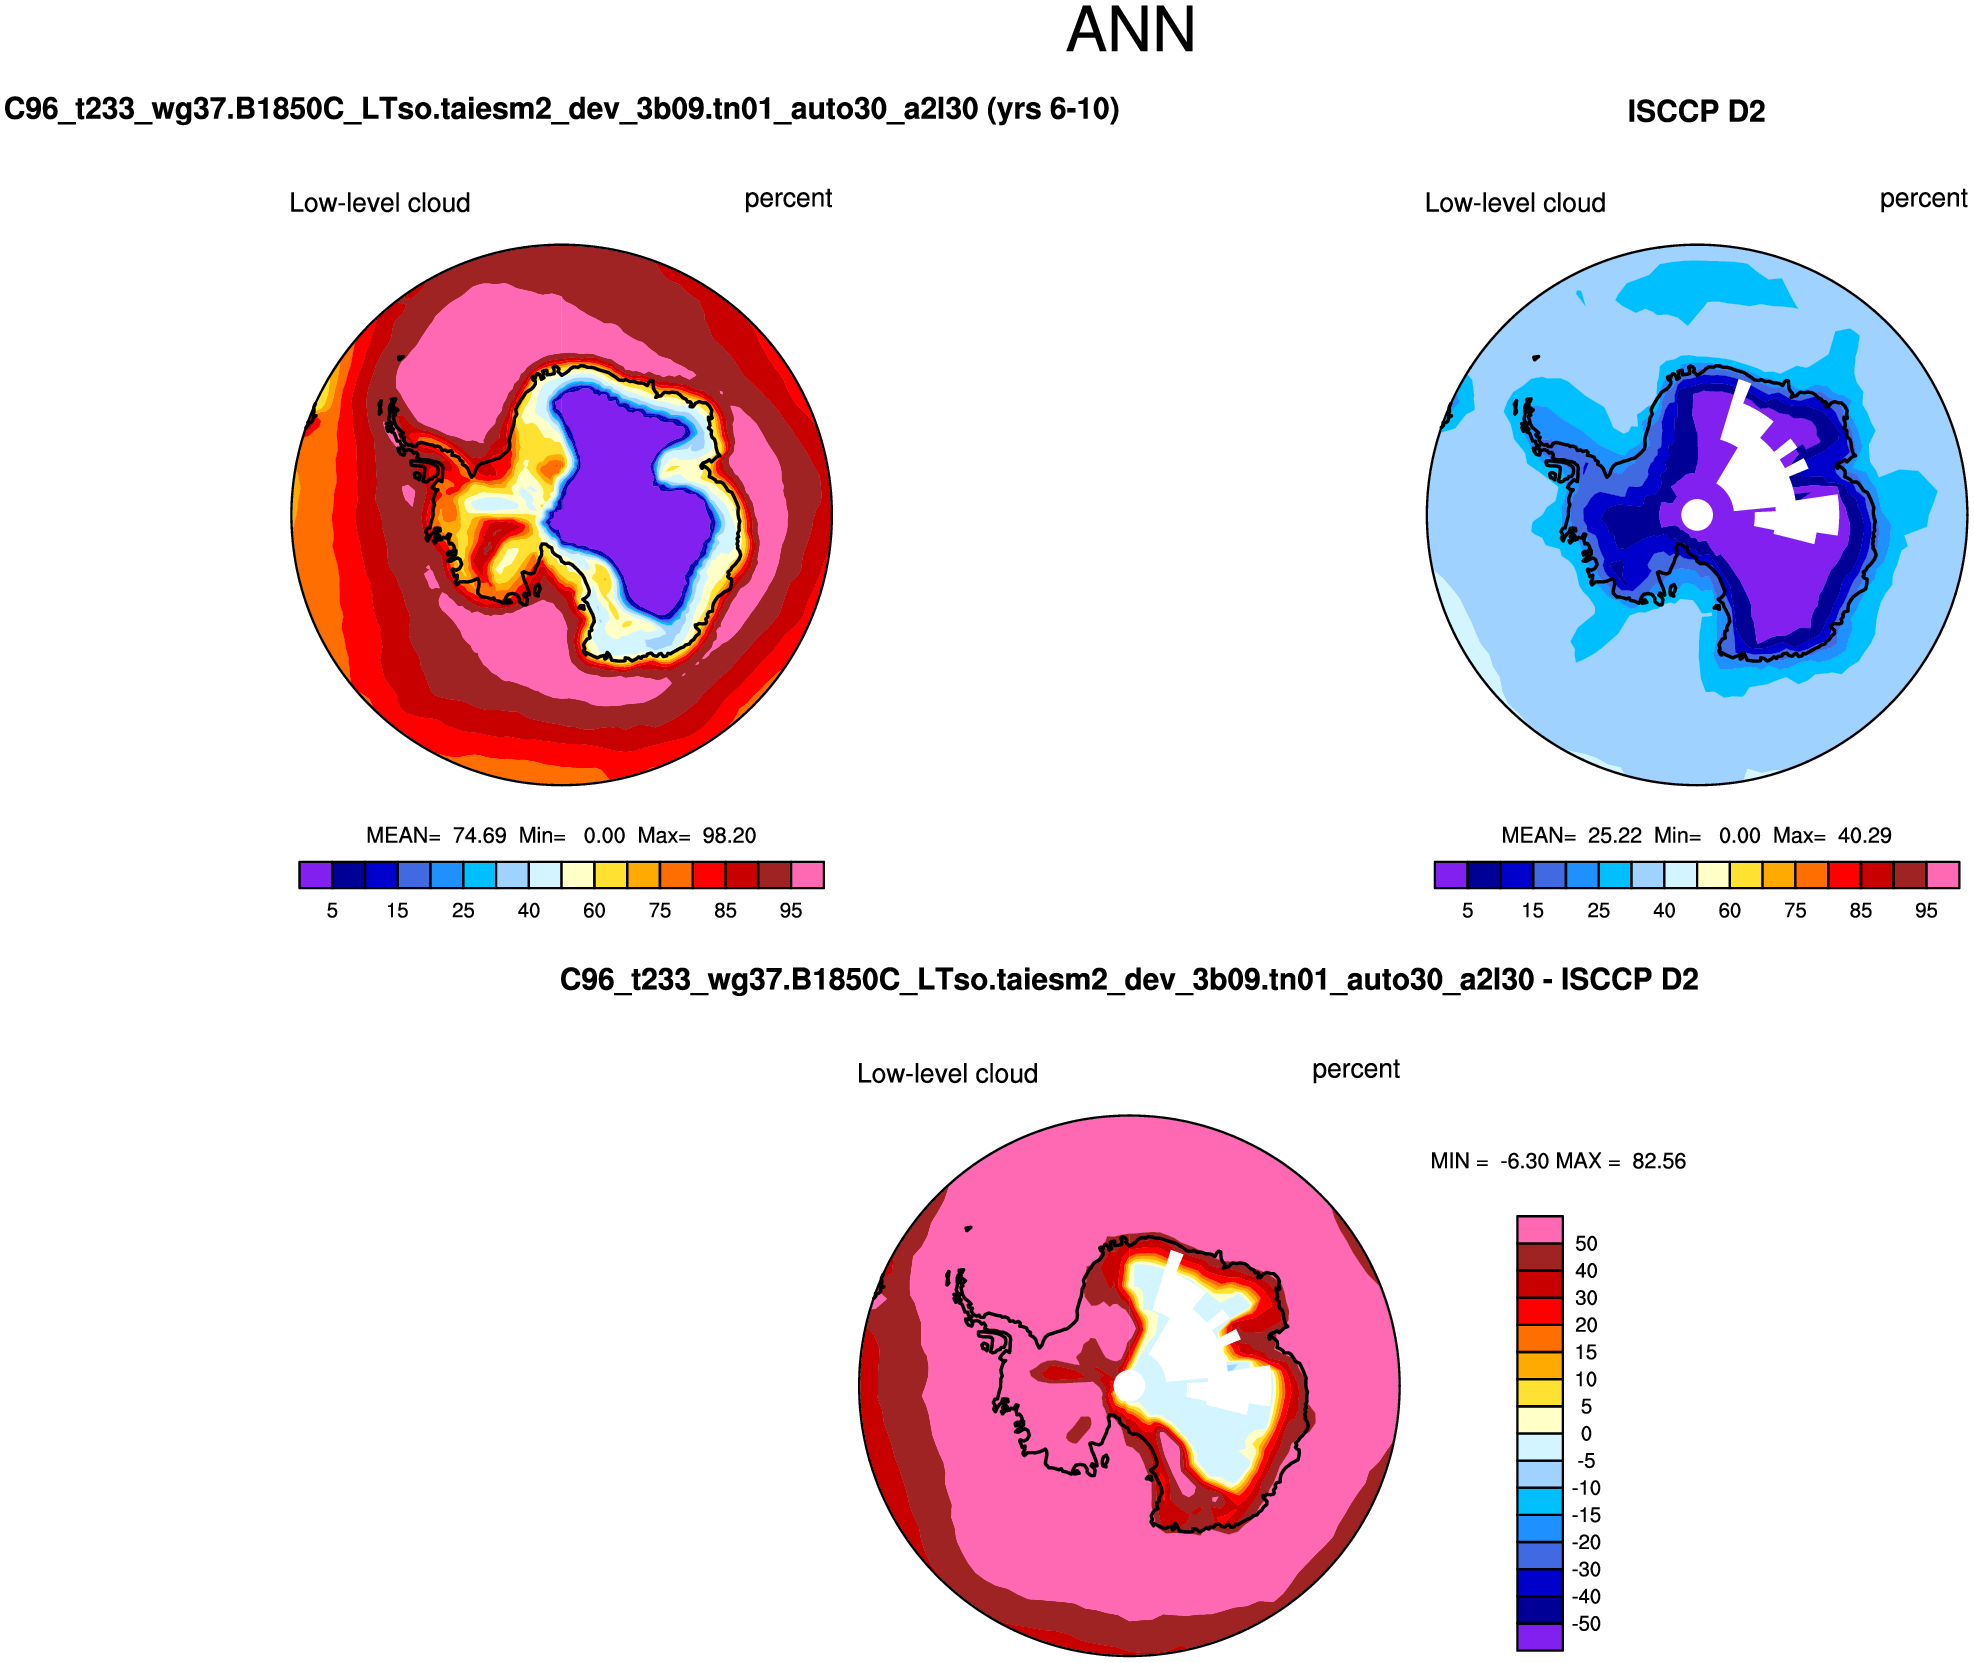 ANN
C96_t233_wg37.B1850C_LTso.taiesm2_dev_3b09.tn01_auto30_a2l30 (yrs 6-10)
ISCCP D2
Low-level cloud percent
Low-level cloud percent
MEAN= 74.69 Min= 0.00 Max= 98.20
5 15 25 40 60 75 85 95
MEAN= 25.22 Min= 0.00 Max= 40.29
5 15 25 40 60 75 85 95
C96_t233_wg37.B1850C_LTso.taiesm2_dev_3b09.tn01_auto30_a2l30 - ISCCP D2
Low-level cloud percent
MIN = -6.30 MAX = 82.56
50
40
30
20
15
10
5
0
-5
-10
-15
-20
-30
-40
-50